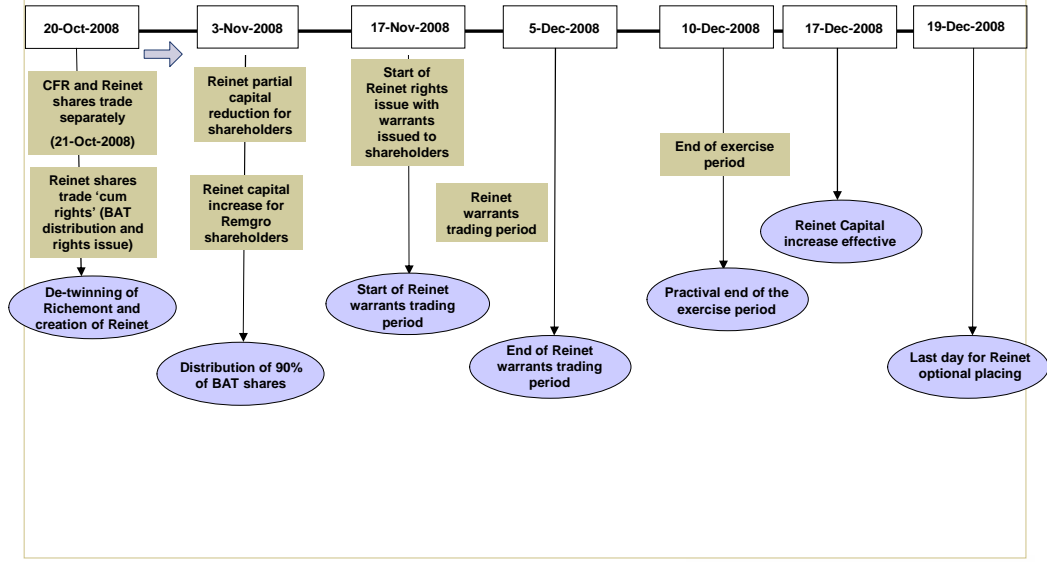 20-Oct-2008
3-Nov-2008
17-Nov-2008
5-Dec-2008
10-Dec-2008
17-Dec-2008
19-Dec-2008
CFR and Reinet
shares trade
separately
(21-Oct-2008)
Reinet shares
trade ‘cum
rights’ (BAT
distribution and
rights issue)
De-twinning of
Richemont and
creation of Reinet
Reinet partial
capital
reduction for
shareholders
Reinet capital
increase for
Remgro
shareholders
Distribution of 90%
of BAT shares
Start of
Reinet rights
issue with
warrants
issued to
shareholders
Start of Reinet
warrants trading
period
Reinet
warrants
trading period
End of Reinet
warrants trading
period
End of exercise
period
Practival end of the
exercise period
Reinet Capital
increase effective
Last day for Reinet
optional placing